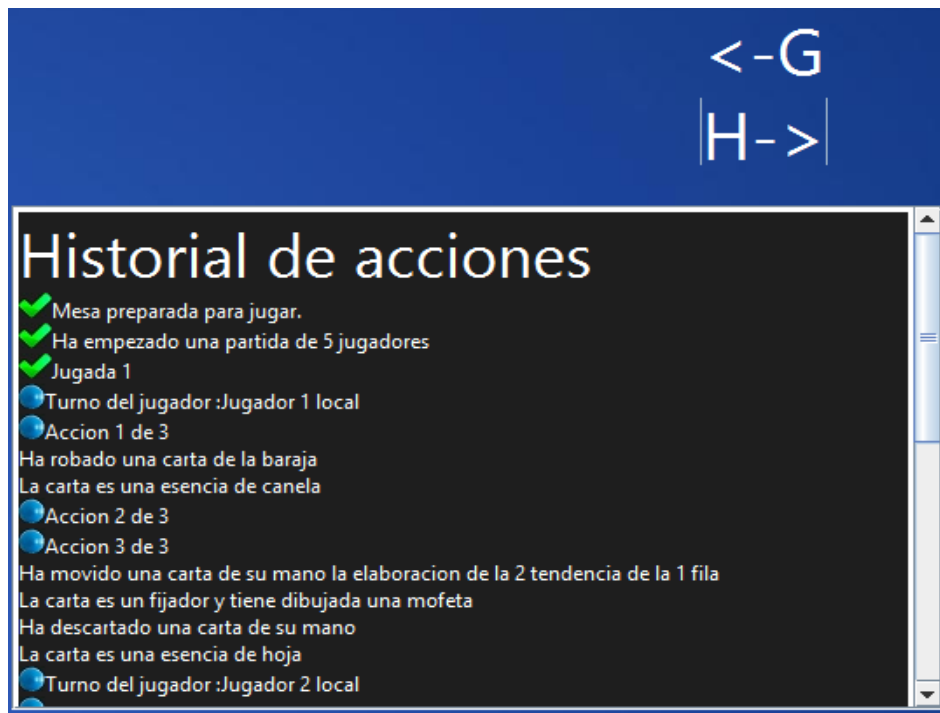 <-G
H->
Historial de acciones
Mesa preparada para jugar.
Ha empezado una partida de 5 jugadores
Jugada 1
Turno del jugador :Jugador 1 local
Accion 1 de 3
Ha robado una carta de la baraja
La carta es una esencia de canela
Accion 2 de 3
Accion 3 de 3
Ha movido una carta de su mano la elaboracion de la 2 tendencia de la 1 fila
La carta es un fijador y tiene dibujada una mofeta
Ha descartado una carta de su mano
La carta es una esencia de hoja
Turno del jugador :Jugador 2 local